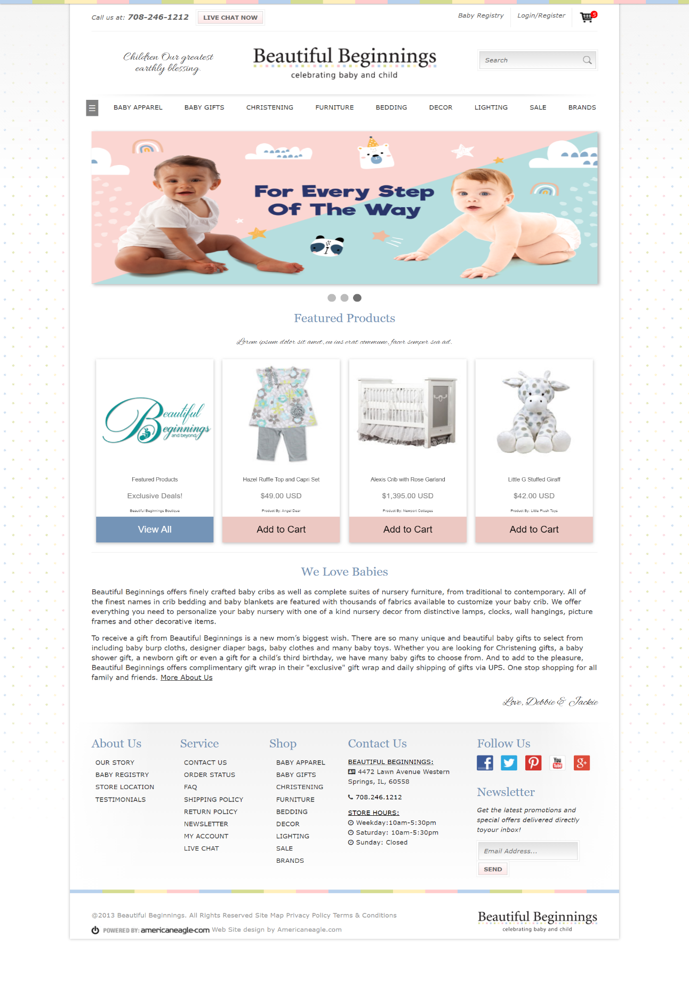 Call us at: 708-246-1212
LIVE CHAT NOW
Baby Registry
Login/Register
5
Children Our greatest
earthly blessing.
Beautiful Beginnings
celebrating baby and child
Search
BABY APPAREL
BABY GIFTS
CHRISTENING
FURNITURE
BEDDING
DECOR
LIGHTING
SALE
BRANDS
For Every Step
Of The Way
Featured Products
Lorem ipsum dolor sit amet, eu ius erat commune, facer semper sea ad.
Beautiful
Beginnings
and beyond
Featured Products
Exclusive Deals!
Beautiful Beginnings Boutique
View All
Hazel Ruffle Top and Capri Set
$49.00 USD
Product By: Angel Dear
Add to Cart
Alexis Crib with Rose Garland
$1,395.00 USD
Product By: Newport Cottages
Add to Cart
Little G Stuffed Giraff
$42.00 USD
Product By: Little Plush Toys
Add to Cart
We Love Babies
Beautiful Beginnings offers finely crafted baby cribs as well as complete suites of nursery furniture, from traditional to contemporary. All of
the finest names in crib bedding and baby blankets are featured with thousands of fabrics available to customize your baby crib. We offer
everything you need to personalize your baby nursery with one of a kind nursery decor from distinctive lamps, clocks, wall hangings, picture
frames and other decorative items.
To receive a gift from Beautiful Beginnings is a new mom’s biggest wish. There are so many unique and beautiful baby gifts to select from
including baby burp cloths, designer diaper bags, baby clothes and many baby toys. Whether you are looking for Christening gifts, a baby
shower gift, a newborn gift or even a gift for a child’s third birthday, we have many baby gifts to choose from. And to add to the pleasure,
Beautiful Beginnings offers complimentary gift wrap in their "exclusive" gift wrap and daily shipping of gifts via UPS. One stop shopping for all
family and friends. More About Us
Love, Debbie & Jackie
About Us
OUR STORY
BABY REGISTRY
STORE LOCATION
TESTIMONIALS
Service
CONTACT US
ORDER STATUS
FAQ
SHIPPING POLICY
RETURN POLICY
NEWSLETTER
MY ACCOUNT
LIVE CHAT
Shop
BABY APPAREL
BABY GIFTS
CHRISTENING
FURNITURE
BEDDING
DECOR
LIGHTING
SALE
BRANDS
Contact Us
BEAUTIFUL BEGINNINGS:
4472 Lawn Avenue Western
Springs, IL, 60558
708.246.1212
STORE HOURS:
Weekday:10am-5:30pm
Saturday: 10am-5:30pm
Sunday: Closed
Follow Us
You
Tube
Newsletter
Get the latest promotions and
special offers delivered directly
toyour inbox!
Email Address...
SEND
@2013 Beautiful Beginnings. All Rights Reserved Site Map Privacy Policy Terms & Conditions
POWERED BY: americaneagle.com Web Site design by Americaneagle.com
Beautiful Beginnings
celebrating baby and child